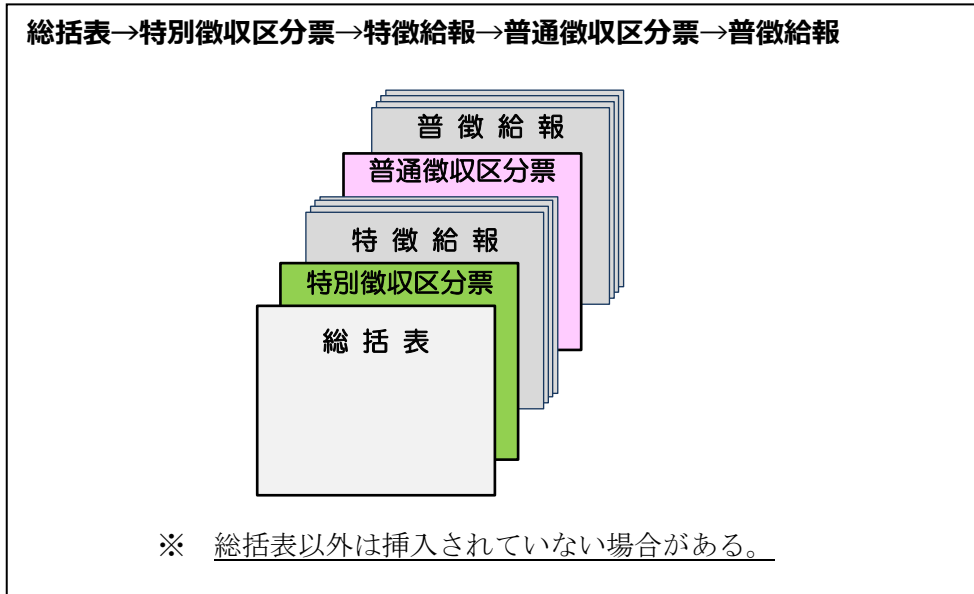 総括表→特別徴収区分票→特徴給報→普通徴収区分票→普徴給報
普 徴 給 報
普通徴収区分票
特 徴 給 報
特別徴収区分票
総 括 表
※　総括表以外は挿入されていない場合がある。